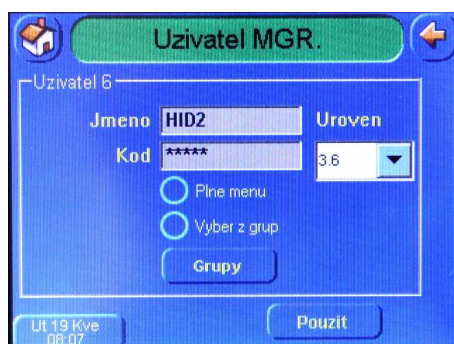 Uzivatel MGR.
Uzivatel 6
Jmeno HID2 Uroven
Kod ***** 3.6
Plne menu
Vyber z grup
Grupy
Ut 19 Kve
08:07
Pouzit